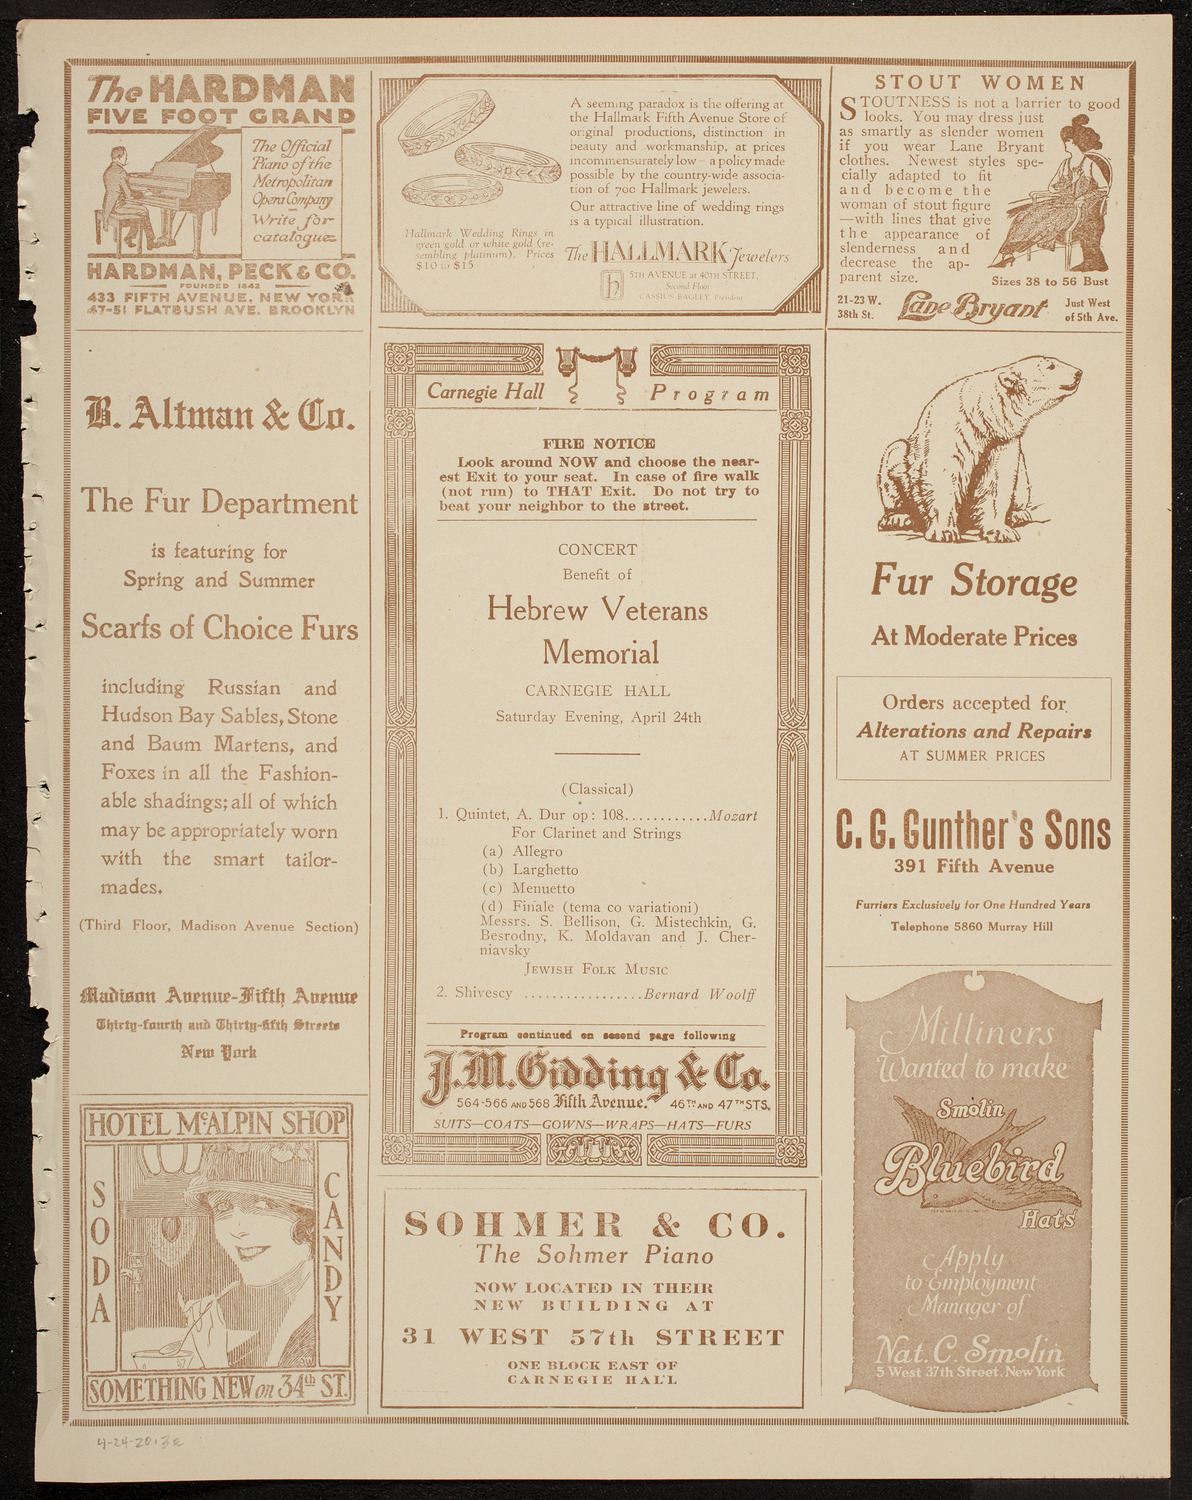 The HARDMAN
FIVE FOOT GRAND
The Official
Piano of the
Metropolitan
Opera Company
Write for
catalogue
HARDMAN, PECK & CO.
FOUNDED 1842
433 FIFTH AVENUE, NEW YORK
47-51 FLATBUSH AVE. BROOKLYN
B. Altman & Co.
The Fur Department
is featuring for
Spring and Summer
Scarfs of Choice Furs
including Russian and
Hudson Bay Sables, Stone
and Baum Martens, and
Foxes in all the Fashion-
able shadings; all of which
may be appropriately worn
with the smart tailor-
mades.
(Third Floor, Madison Avenue Section)
Madison Avenue-Fifth Avenue
Thirty-fourth and Thirty-fifth Streets
New York
HOTEL McALPIN SHOP
SODA
CANDY
SOMETHING NEW on 34th ST.
A seeming paradox is the offering at
the Hallmark Fifth Avenue Store of
original productions, distinction in
beauty and workmanship, at prices
incommensurately low - a policy made
possible by the country-wide associa-
tion of 700 Hallmark jewelers.
Our attractive line of wedding rings
is a typical illustration.
Hallmark Wedding Rings in
green gold or white gold (re-
sembling platinum). Prices
$10 to $15
The HALLMARK Jewelers
h
5TH AVENUE at 40TH STREET,
Second Floor
CASSIUS BAGLEY, President
Carnegie Hall Program
FIRE NOTICE
Look around NOW and choose the near-
est Exit to your seat. In case of fire walk
(not run) to THAT Exit. Do not try to
beat your neighbor to the street.
CONCERT
Benefit of
Hebrew Veterans
Memorial
CARNEGIE HALL
Saturday Evening, April 24th
(Classical)
1. Quintet, A. Dur op: 108............Mozart
For Clarinet and Strings
(a) Allegro
(b) Larghetto
(c) Menuetto
(d) Finale (tema co variationi)
Messrs. S. Bellison, G. Mistechkin, G.
Besrodny, K. Moldavan and J. Cher-
niavsky
JEWISH FOLK MUSIC
2. Shivescy .................Bernard Woolff
Program continued on second page following
J.M. Gidding & Co.
564-566 AND 568 Fifth Avenue. 46TH AND 47TH STS.
SUITS—COATS—GOWNS—WRAPS—HATS—FURS
SOHMER & CO.
The Sohmer Piano
NOW LOCATED IN THEIR
NEW BUILDING AT
31 WEST 57th STREET
ONE BLOCK EAST OF
CARNEGIE HALL
STOUT WOMEN
STOUTNESS is not a barrier to good
looks. You may dress just
as smartly as slender women
if you wear Lane Bryant
clothes. Newest styles spe-
cially adapted to fit
and become the
woman of stout figure
—with lines that give
the appearance of
slenderness and
decrease the ap-
parent size.
Sizes 38 to 56 Bust
21-23 W.
38th St.
Lane Bryant
Just West
of 5th Ave.
Fur Storage
At Moderate Prices
Orders accepted for
Alterations and Repairs
AT SUMMER PRICES
C. G. Gunther's Sons
391 Fifth Avenue
Furriers Exclusively for One Hundred Years
Telephone 5860 Murray Hill
Milliners
Wanted to make
Smolin
Bluebird
Hats
Apply
to Employment
Manager of
Nat. C. Smolin
5 West 37th Street, New York